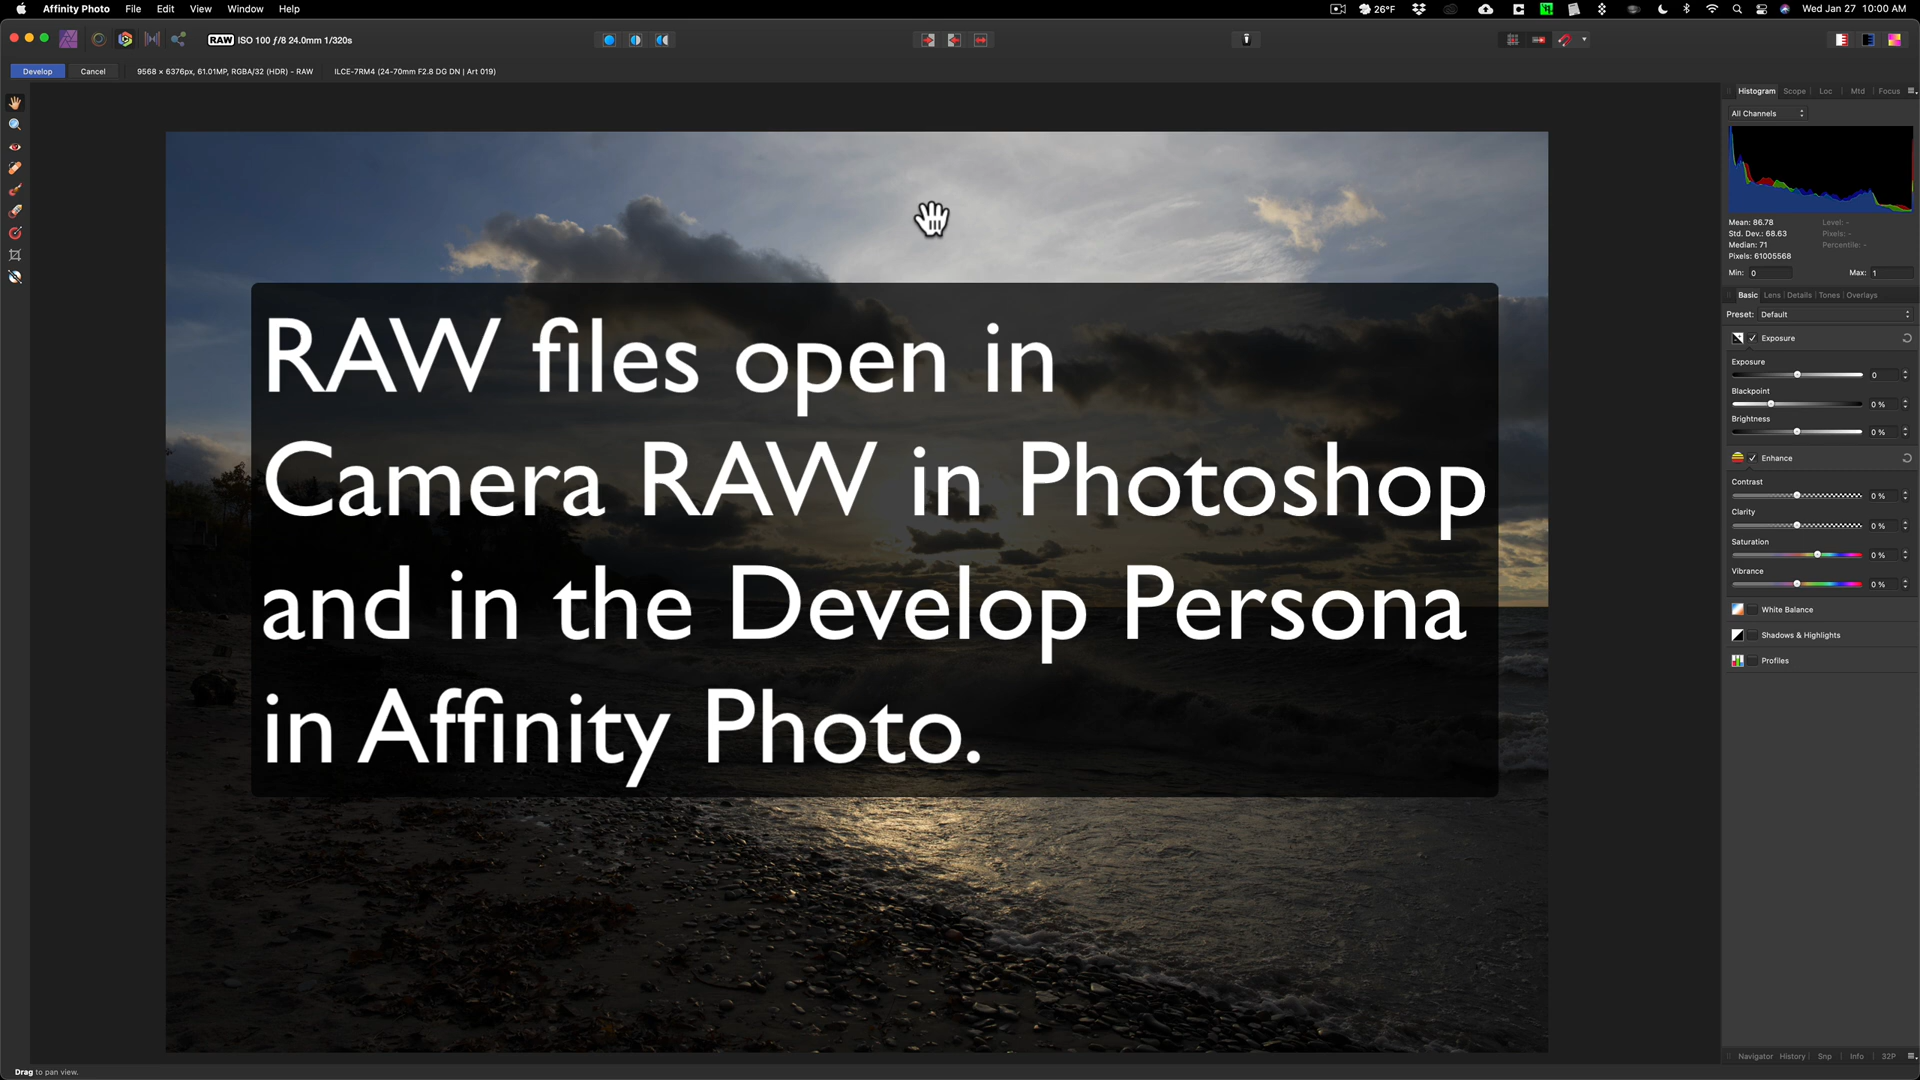 Affinity Photo File Edit View Window Help 26°F Wed Jan 27 10:00 AM
RAW ISO 100 ƒ/8 24.0mm 1/320s
Develop Cancel 9568 × 6376px, 61.01MP, RGBA/32 (HDR) - RAW ILCE-7RM4 (24-70mm F2.8 DG DN | Art 019)
Histogram Scope Loc Mtd Focus
All Channels
Mean: 86.78 Level: -
Std. Dev.: 68.63 Pixels: -
Median: 71 Percentile: -
Pixels: 61005568
Min: 0 Max: 1
Basic Lens Details Tones Overlays
Preset: Default
Exposure
Exposure
0
Blackpoint
0 %
Brightness
0 %
Enhance
Contrast
0 %
Clarity
0 %
Saturation
0 %
Vibrance
0 %
White Balance
Shadows & Highlights
Profiles
RAW files open in
Camera RAW in Photoshop
and in the Develop Persona
in Affinity Photo.
Navigator History Snp Info 32P
Drag to pan view.